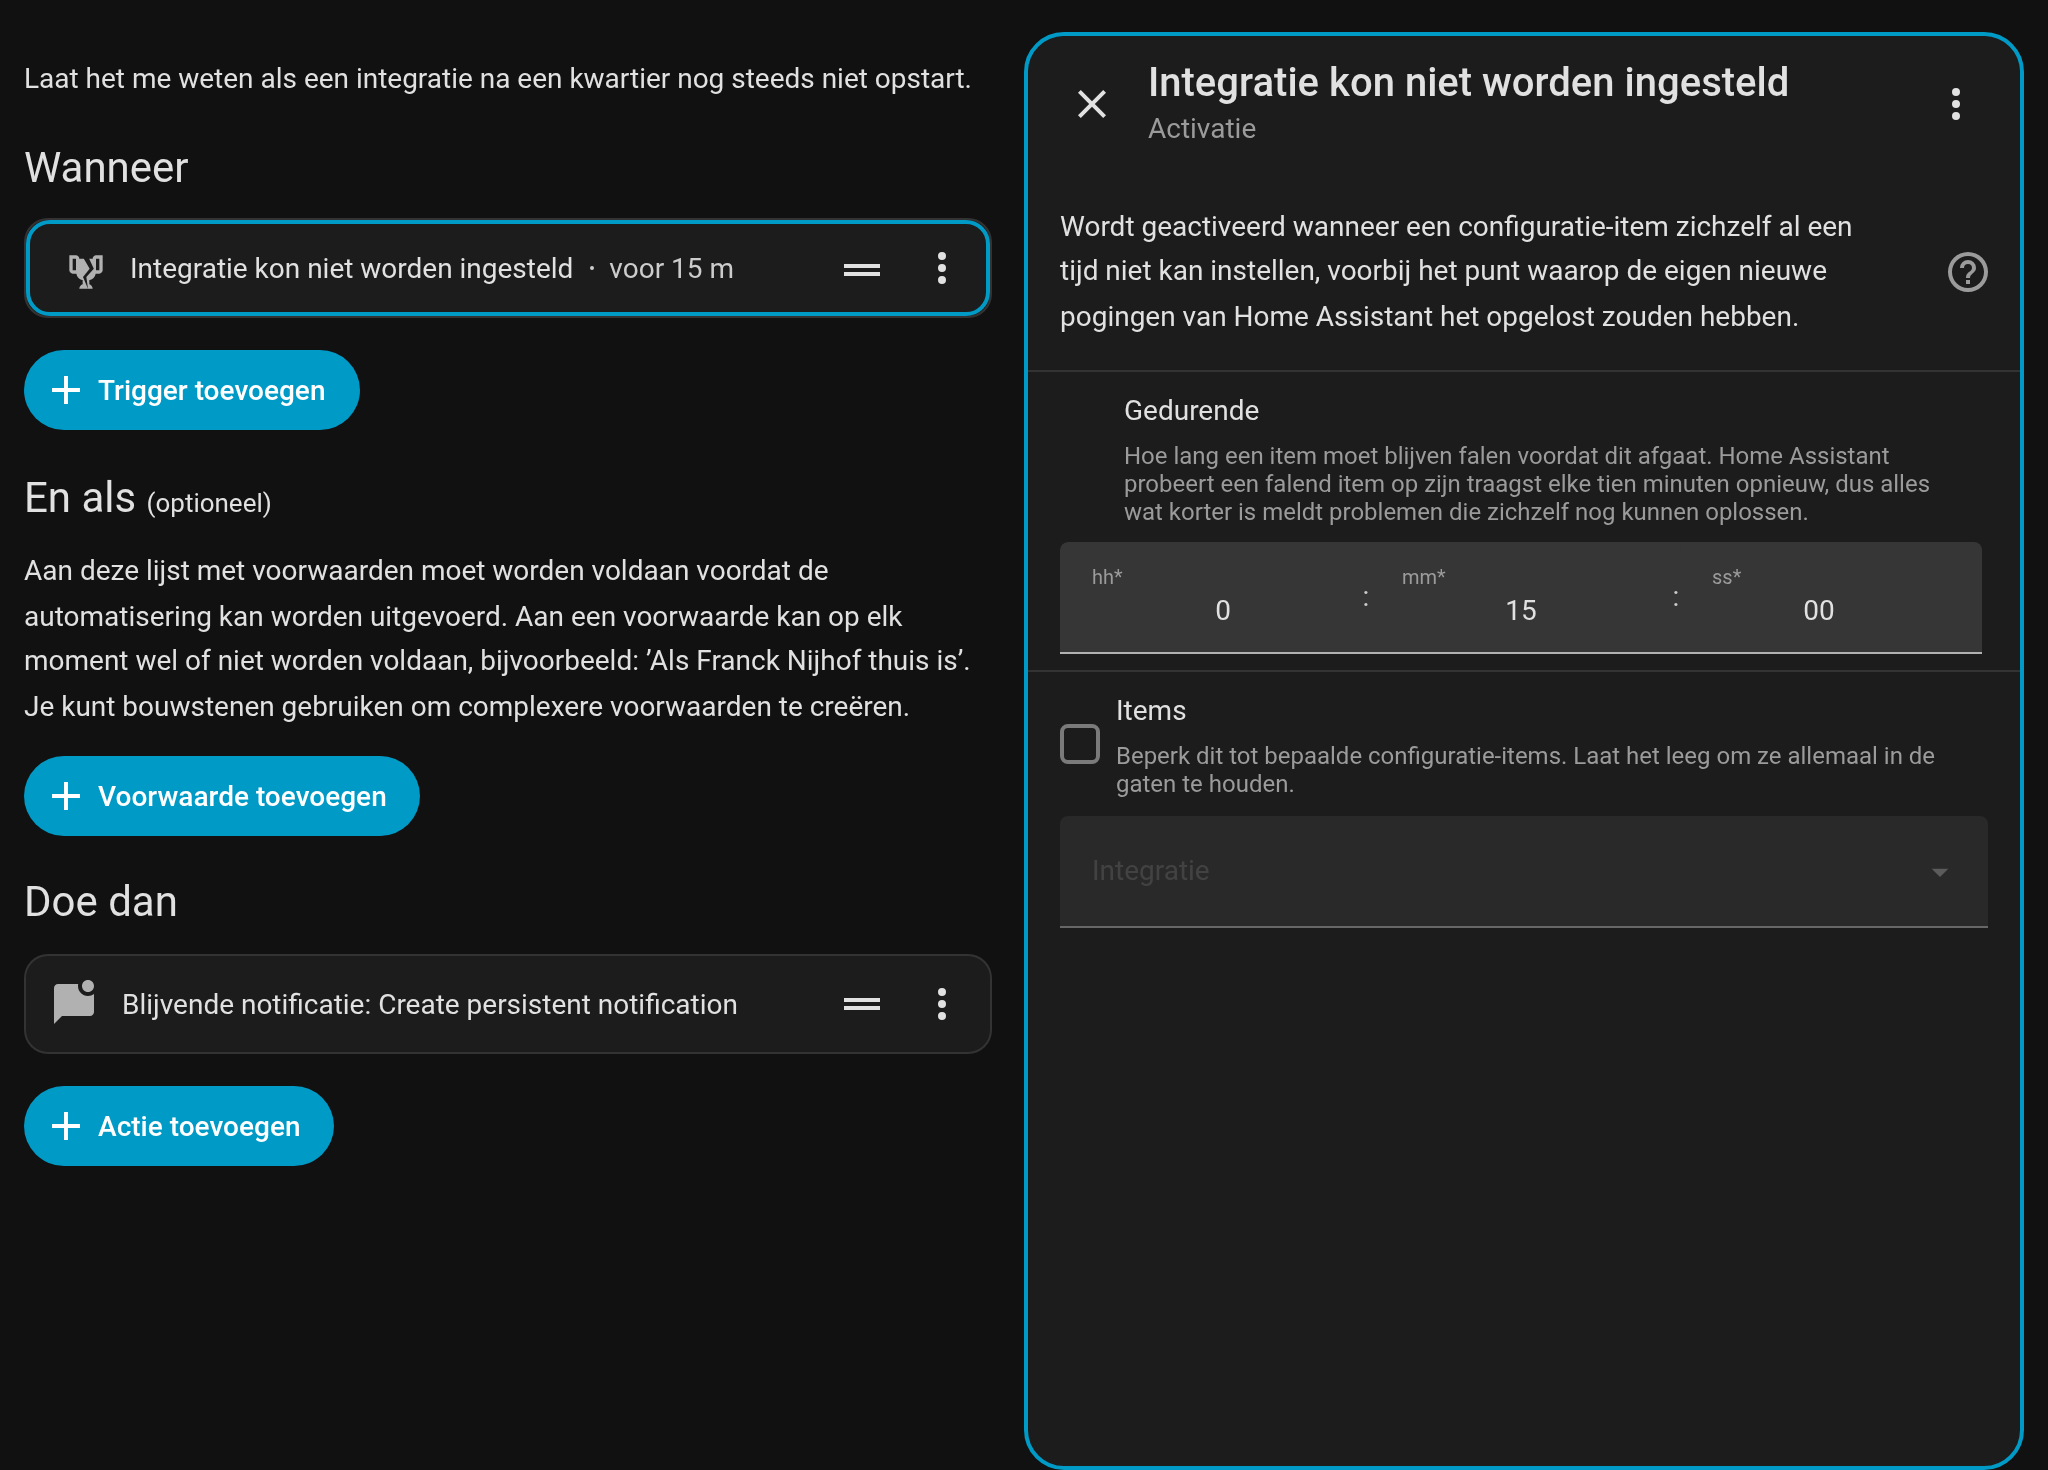 Laat het me weten als een integratie na een kwartier nog steeds niet opstart.
Wanneer
Integratie kon niet worden ingesteld · voor 15 m
Trigger toevoegen
En als (optioneel)
Aan deze lijst met voorwaarden moet worden voldaan voordat de
automatisering kan worden uitgevoerd. Aan een voorwaarde kan op elk
moment wel of niet worden voldaan, bijvoorbeeld: ’Als Franck Nijhof thuis is’.
Je kunt bouwstenen gebruiken om complexere voorwaarden te creëren.
Voorwaarde toevoegen
Doe dan
Blijvende notificatie: Create persistent notification
Actie toevoegen
Integratie kon niet worden ingesteld
Activatie
Wordt geactiveerd wanneer een configuratie-item zichzelf al een
tijd niet kan instellen, voorbij het punt waarop de eigen nieuwe
pogingen van Home Assistant het opgelost zouden hebben.
Gedurende
Hoe lang een item moet blijven falen voordat dit afgaat. Home Assistant
probeert een falend item op zijn traagst elke tien minuten opnieuw, dus alles
wat korter is meldt problemen die zichzelf nog kunnen oplossen.
hh* mm* ss*
0 : 15 : 00
Items
Beperk dit tot bepaalde configuratie-items. Laat het leeg om ze allemaal in de
gaten te houden.
Integratie